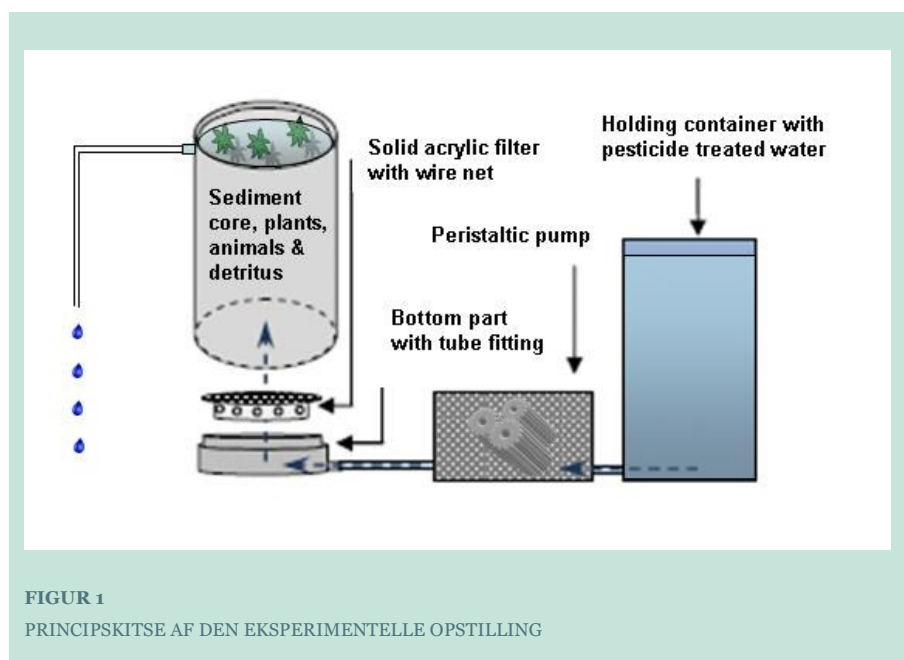 Solid acrylic filter
with wire net
Holding container with
pesticide treated water
Sediment
core, plants,
animals &
detritus
Peristaltic pump
Bottom part
with tube fitting
FIGUR 1
PRINCIPSKITSE AF DEN EKSPERIMENTELLE OPSTILLING